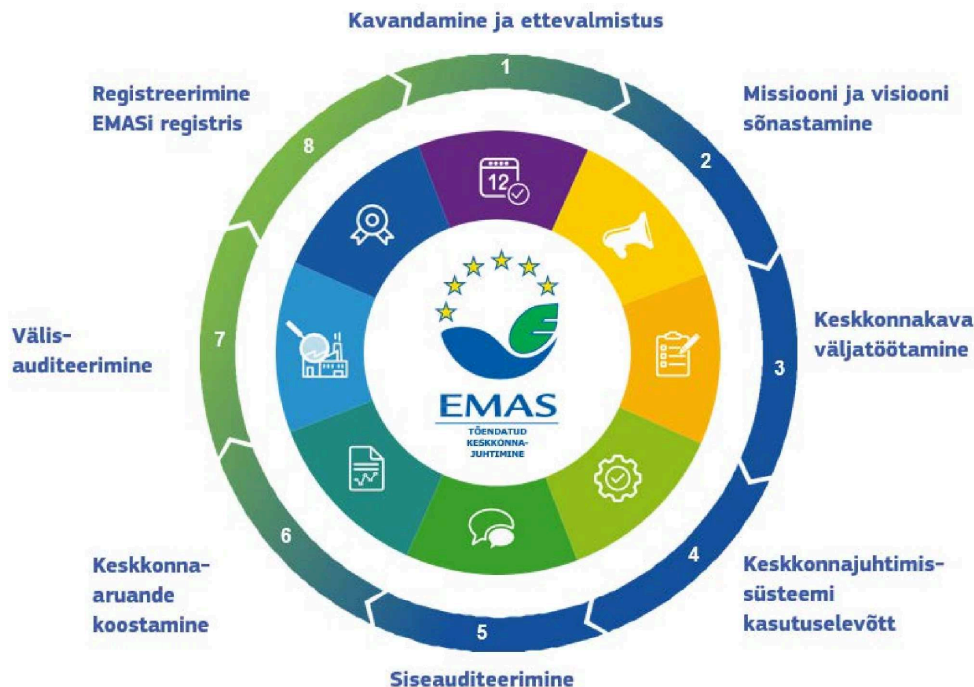 Kavandamine ja ettevalmistus
1
Missiooni ja visiooni
sõnastamine
2
Keskkonnakava
väljatöötamine
3
Keskkonnajuhtimis-
süsteemi
kasutuselevõtt
4
Siseauditeerimine
5
Keskkonna-
aruande
koostamine
6
Välis-
auditeerimine
7
Registreerimine
EMASi registris
8
12
EMAS
TÕENDATUD
KESKKONNA-
JUHTIMINE